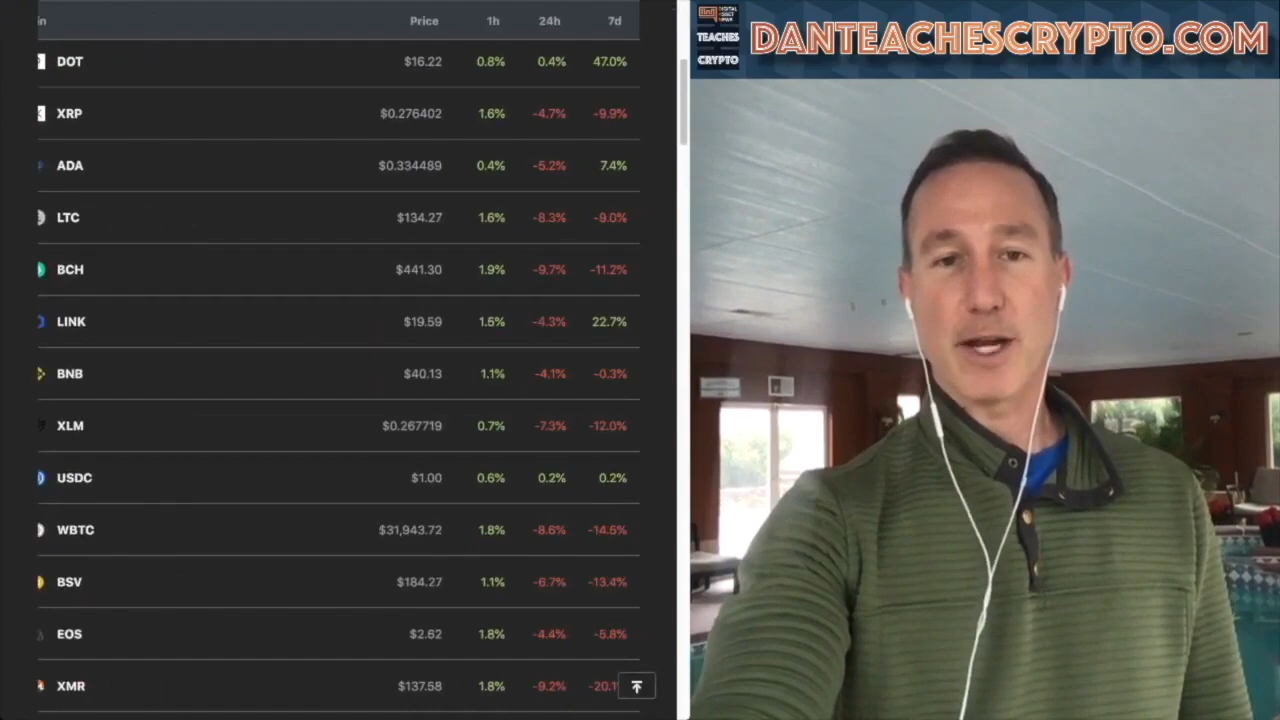 in Price 1h 24h 7d
DOT $16.22 0.8% 0.4% 47.0%
XRP $0.276402 1.6% -4.7% -9.9%
ADA $0.334489 0.4% -5.2% 7.4%
LTC $134.27 1.6% -8.3% -9.0%
BCH $441.30 1.9% -9.7% -11.2%
LINK $19.59 1.5% -4.3% 22.7%
BNB $40.13 1.1% -4.1% -0.3%
XLM $0.267719 0.7% -7.3% -12.0%
USDC $1.00 0.6% 0.2% 0.2%
WBTC $31,943.72 1.8% -8.6% -14.5%
BSV $184.27 1.1% -6.7% -13.4%
EOS $2.62 1.8% -4.4% -5.8%
XMR $137.58 1.8% -9.2% -20.1
DIGITAL
ASSET
NEWS
TEACHES
CRYPTO
DANTEACHESCRYPTO.COM